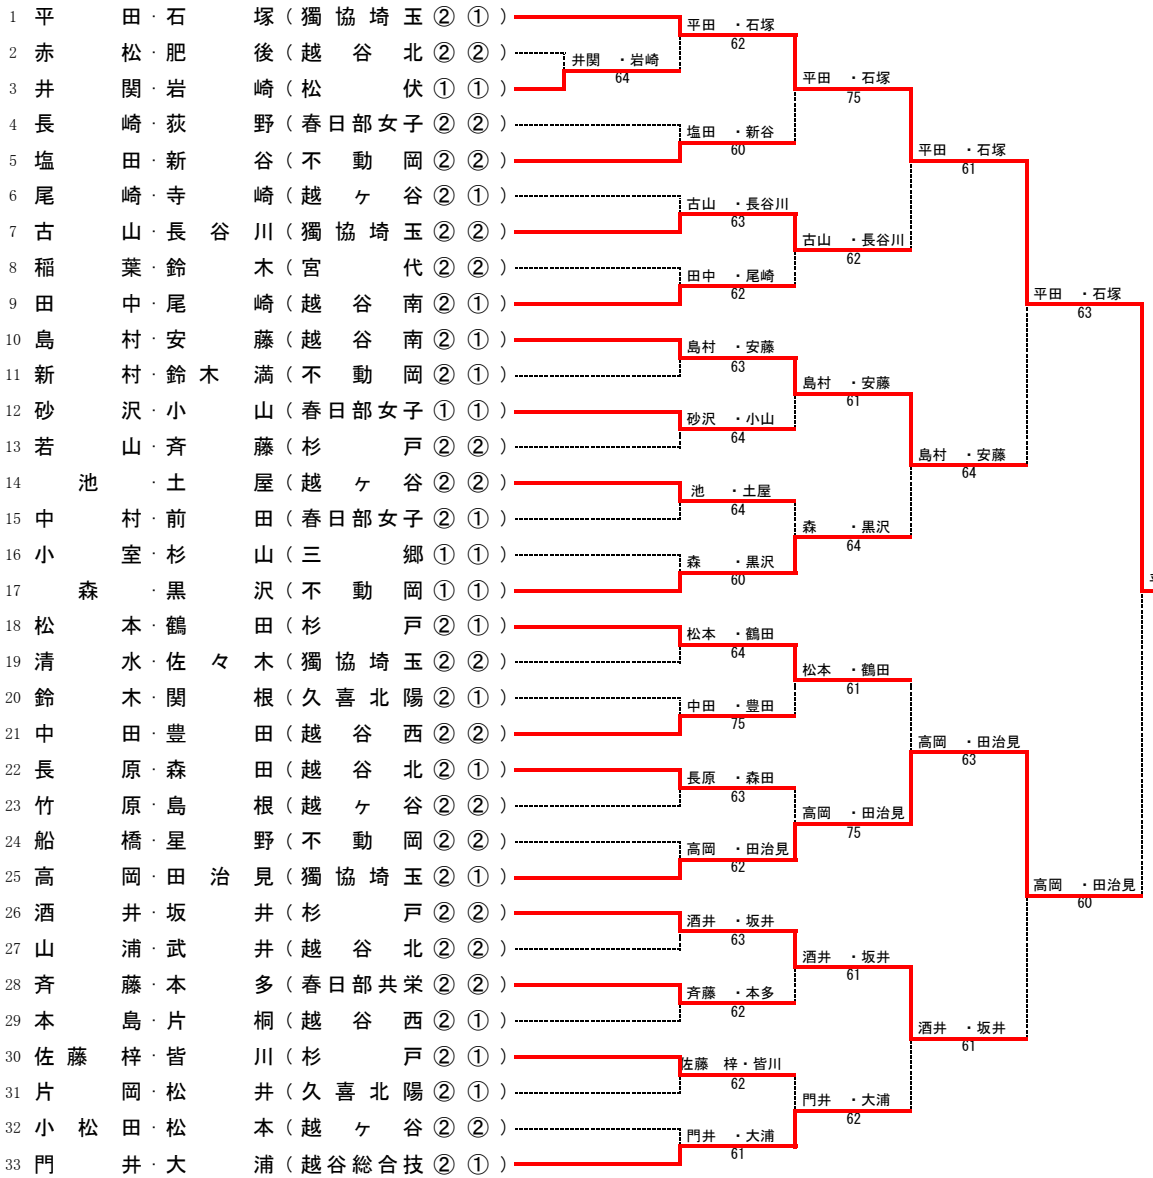 1 平田・石塚（獨協埼玉②①）
2 赤松・肥後（越谷北②②）
3 井関・岩崎（松伏①①）
4 長崎・荻野（春日部女子②②）
5 塩田・新谷（不動岡②②）
6 尾崎・寺崎（越ヶ谷②①）
7 古山・長谷川（獨協埼玉②②）
8 稲葉・鈴木（宮代②②）
9 田中・尾崎（越谷南②①）
10 島村・安藤（越谷南②①）
11 新村・鈴木満（不動岡②①）
12 砂沢・小山（春日部女子①①）
13 若山・斉藤（杉戸②②）
14 池・土屋（越ヶ谷②②）
15 中村・前田（春日部女子②①）
16 小室・杉山（三郷①①）
17 森・黒沢（不動岡①①）
18 松本・鶴田（杉戸②①）
19 清水・佐々木（獨協埼玉②②）
20 鈴木・関根（久喜北陽②①）
21 中田・豊田（越谷西②②）
22 長原・森田（越谷北②①）
23 竹原・島根（越ヶ谷②②）
24 船橋・星野（不動岡②②）
25 高岡・田治見（獨協埼玉②①）
26 酒井・坂井（杉戸②②）
27 山浦・武井（越谷北②②）
28 斉藤・本多（春日部共栄②②）
29 本島・片桐（越谷西②①）
30 佐藤梓・皆川（杉戸②①）
31 片岡・松井（久喜北陽②①）
32 小松田・松本（越ヶ谷②②）
33 門井・大浦（越谷総合技②①）
井関 ・岩崎
64
平田 ・石塚
62
塩田 ・新谷
60
古山 ・長谷川
63
田中 ・尾崎
62
島村 ・安藤
63
砂沢 ・小山
64
池 ・土屋
64
森 ・黒沢
60
松本 ・鶴田
64
中田 ・豊田
75
長原 ・森田
63
高岡 ・田治見
62
酒井 ・坂井
63
斉藤 ・本多
62
佐藤 梓・皆川
62
門井 ・大浦
61
平田 ・石塚
75
古山 ・長谷川
62
島村 ・安藤
61
森 ・黒沢
64
松本 ・鶴田
61
高岡 ・田治見
75
酒井 ・坂井
61
門井 ・大浦
62
平田 ・石塚
61
島村 ・安藤
64
高岡 ・田治見
63
酒井 ・坂井
61
平田 ・石塚
63
高岡 ・田治見
60